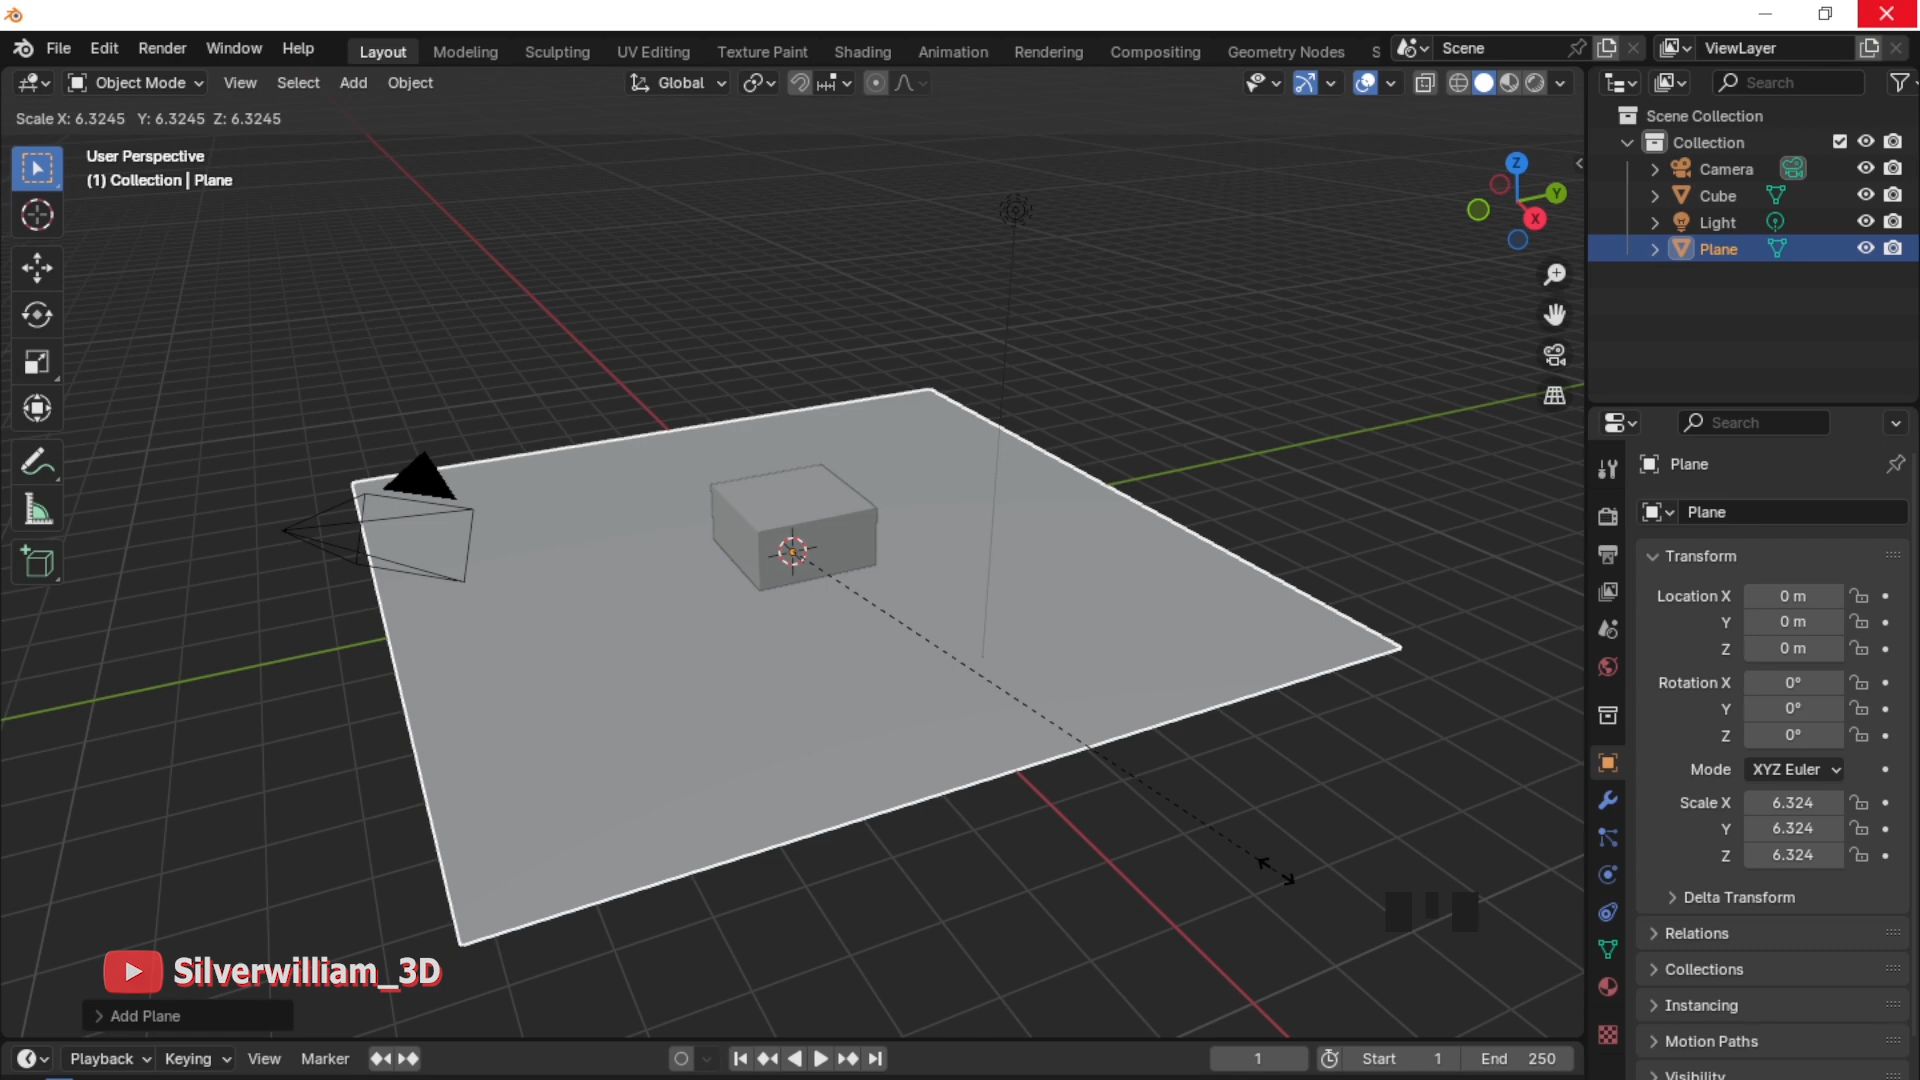 File Edit Render Window Help
Layout Modeling Sculpting UV Editing Texture Paint Shading Animation Rendering Compositing Geometry Nodes S
Scene
ViewLayer
Object Mode View Select Add Object
Global
Search
Scale X: 6.3245 Y: 6.3245 Z: 6.3245
User Perspective
(1) Collection | Plane
Z
Y
X
Scene Collection
Collection
Camera
Cube
Light
Plane
Search
Plane
Plane
Transform
Location X 0 m
Y 0 m
Z 0 m
Rotation X 0°
Y 0°
Z 0°
Mode XYZ Euler
Scale X 6.324
Y 6.324
Z 6.324
Delta Transform
Relations
Collections
Instancing
Motion Paths
Visibility
Silverwilliam_3D
Add Plane
Playback Keying View Marker
1
Start 1
End 250